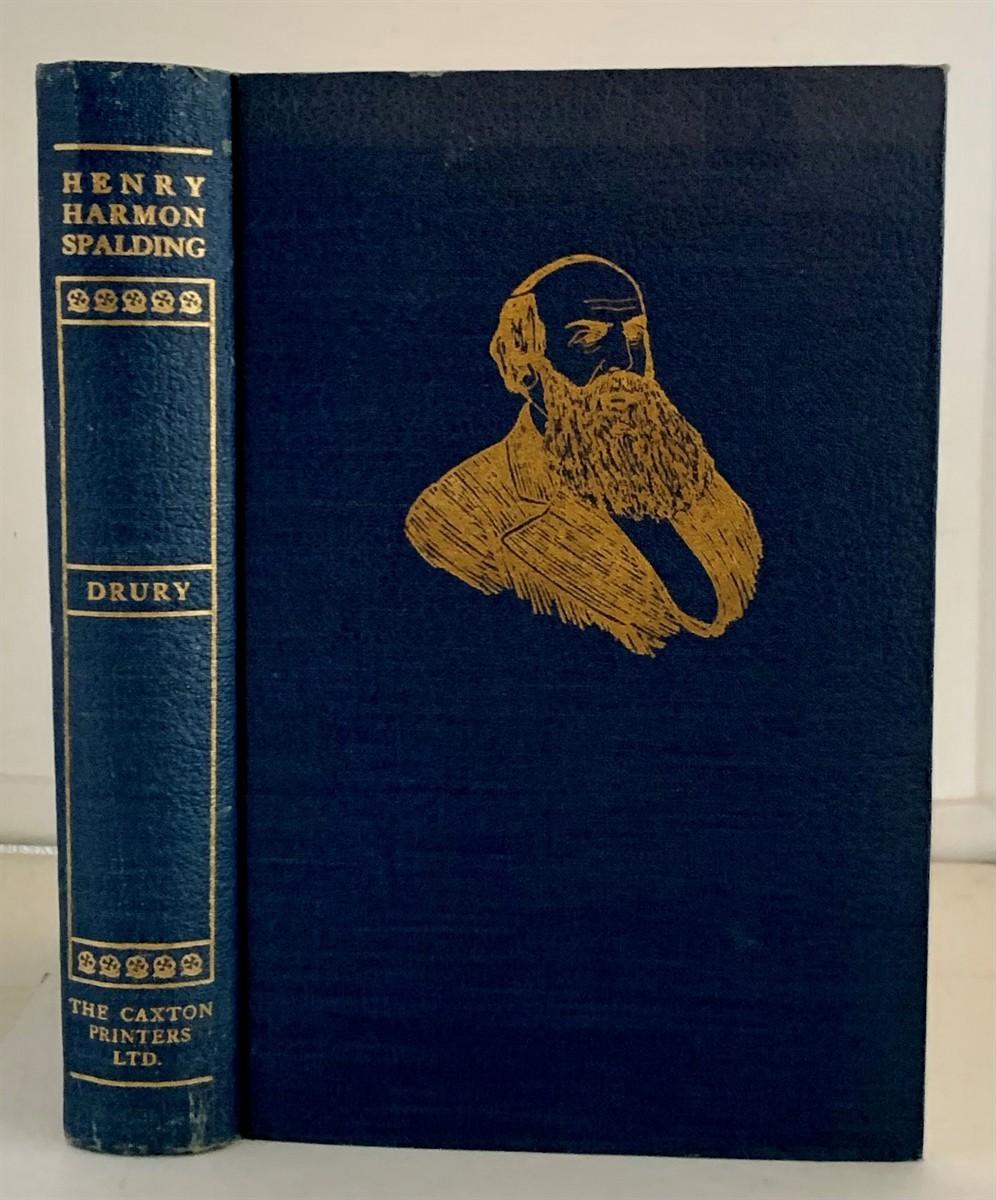 HENRY
HARMON
SPALDING
DRURY
THE CAXTON
PRINTERS
LTD.